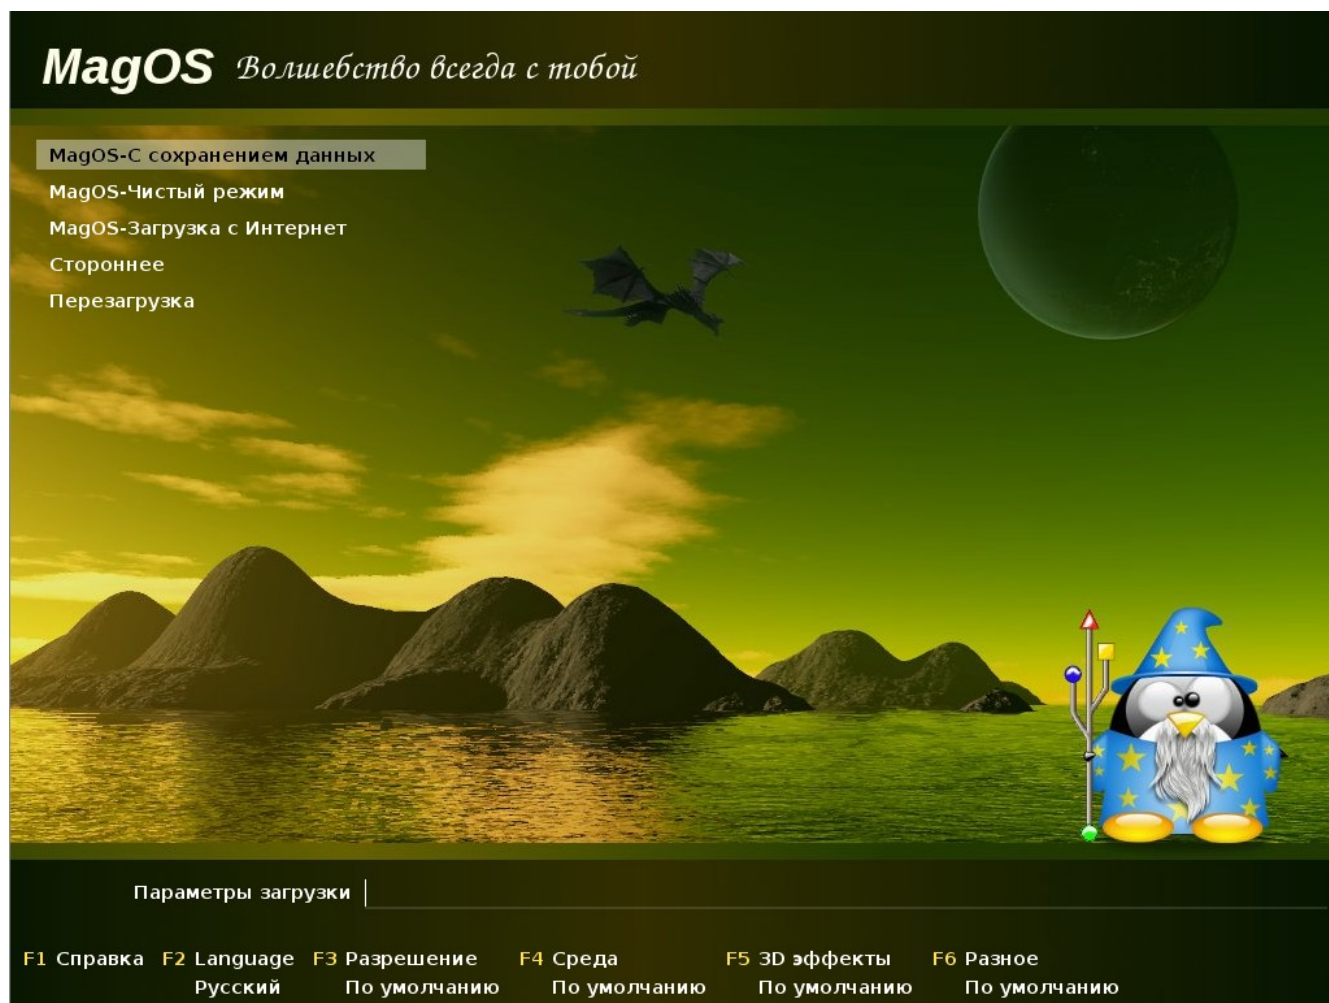 MagOS Волшебство всегда с тобой
MagOS-С сохранением данных
MagOS-Чистый режим
MagOS-Загрузка с Интернет
Стороннее
Перезагрузка
Параметры загрузки
F1 Справка F2 Language F3 Разрешение F4 Среда F5 3D эффекты F6 Разное
Русский По умолчанию По умолчанию По умолчанию По умолчанию